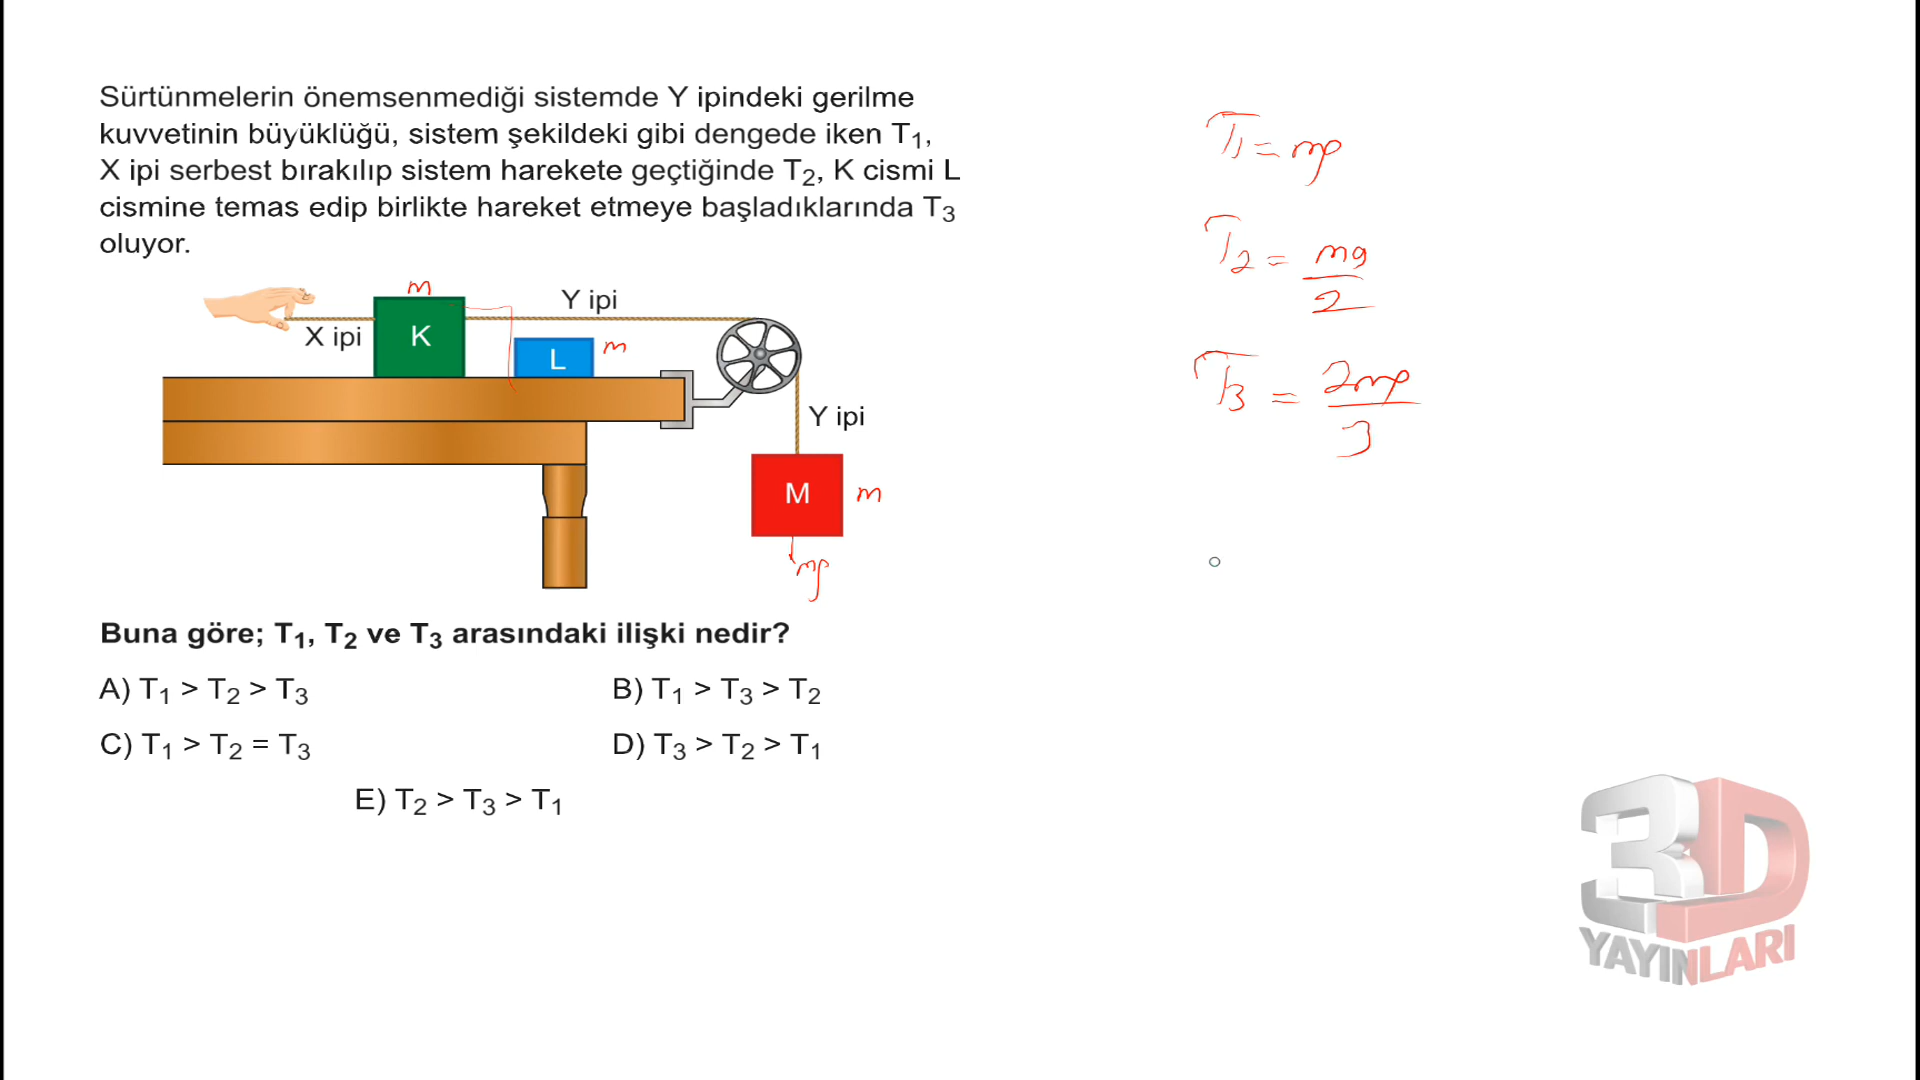 Sürtünmelerin önemsenmediği sistemde Y ipindeki gerilme
kuvvetinin büyüklüğü, sistem şekildeki gibi dengede iken T₁,
X ipi serbest bırakılıp sistem harekete geçtiğinde T₂, K cismi L
cismine temas edip birlikte hareket etmeye başladıklarında T₃
oluyor.
m
Y ipi
X ipi
K
L
m
Y ipi
M
m
mg
Buna göre; T₁, T₂ ve T₃ arasındaki ilişki nedir?
A) T₁ > T₂ > T₃
B) T₁ > T₃ > T₂
C) T₁ > T₂ = T₃
D) T₃ > T₂ > T₁
E) T₂ > T₃ > T₁
T₁ = mg
T₂ = mg/2
T₃ = 2mg/3
3D
YAYINLARI